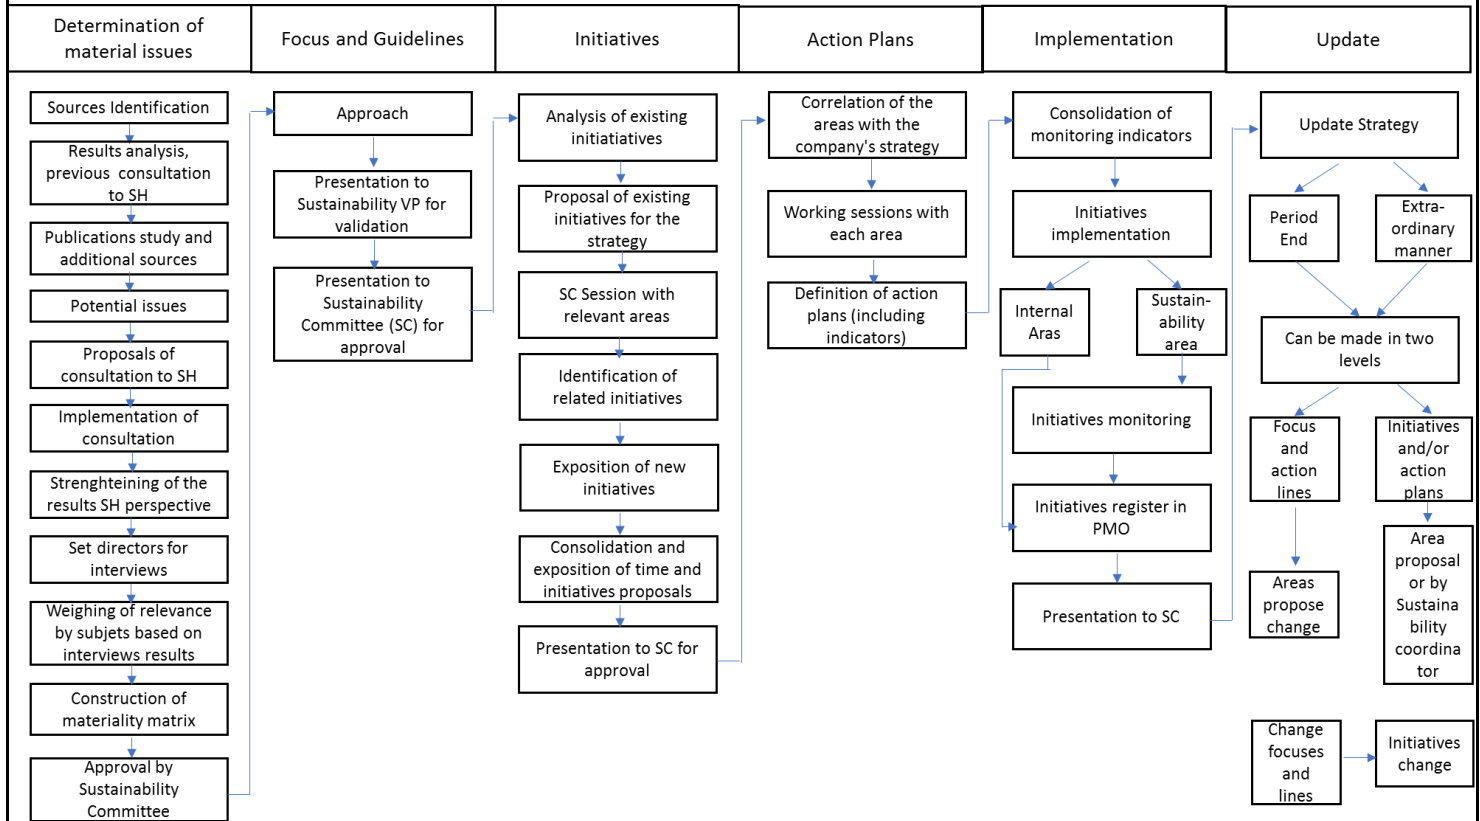 Determination of
material issues
Focus and Guidelines
Initiatives
Action Plans
Implementation
Update
Sources Identification
Results analysis,
previous consultation
to SH
Publications study and
additional sources
Potential issues
Proposals of
consultation to SH
Implementation of
consultation
Strenghteining of the
results SH perspective
Set directors for
interviews
Weighing of relevance
by subjets based on
interviews results
Construction of
materiality matrix
Approval by
Sustainability
Committee
Approach
Presentation to
Sustainability VP for
validation
Presentation to
Sustainability
Committee (SC) for
approval
Analysis of existing
initiatiatives
Proposal of existing
initiatives for the
strategy
SC Session with
relevant areas
Identification of
related initiatives
Exposition of new
initiatives
Consolidation and
exposition of time and
initiatives proposals
Presentation to SC for
approval
Correlation of the
areas with the
company's strategy
Working sessions with
each area
Definition of action
plans (including
indicators)
Consolidation of
monitoring indicators
Initiatives
implementation
Internal
Aras
Sustain-
ability
area
Initiatives monitoring
Initiatives register in
PMO
Presentation to SC
Update Strategy
Period
End
Extra-
ordinary
manner
Can be made in two
levels
Focus
and
action
lines
Initiatives
and/or
action
plans
Areas
propose
change
Area
proposal
or by
Sustaina
bility
coordina
tor
Change
focuses
and
lines
Initiatives
change